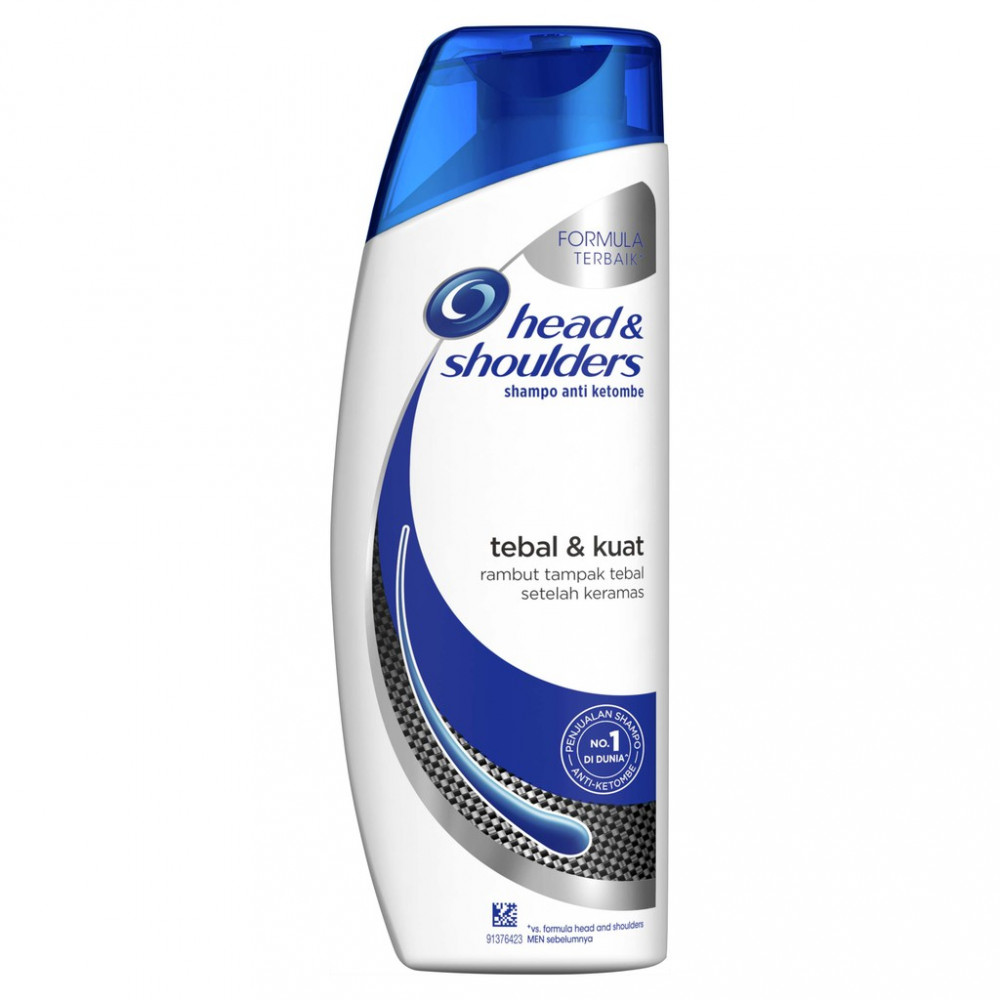 FORMULA
TERBAIK*
head &
shoulders
shampo anti ketombe
tebal & kuat
rambut tampak tebal
setelah keramas
PENJUALAN SHAMPO
NO.1
DI DUNIA^
ANTI-KETOMBE
91376423
*vs. formula head and shoulders
MEN sebelumnya